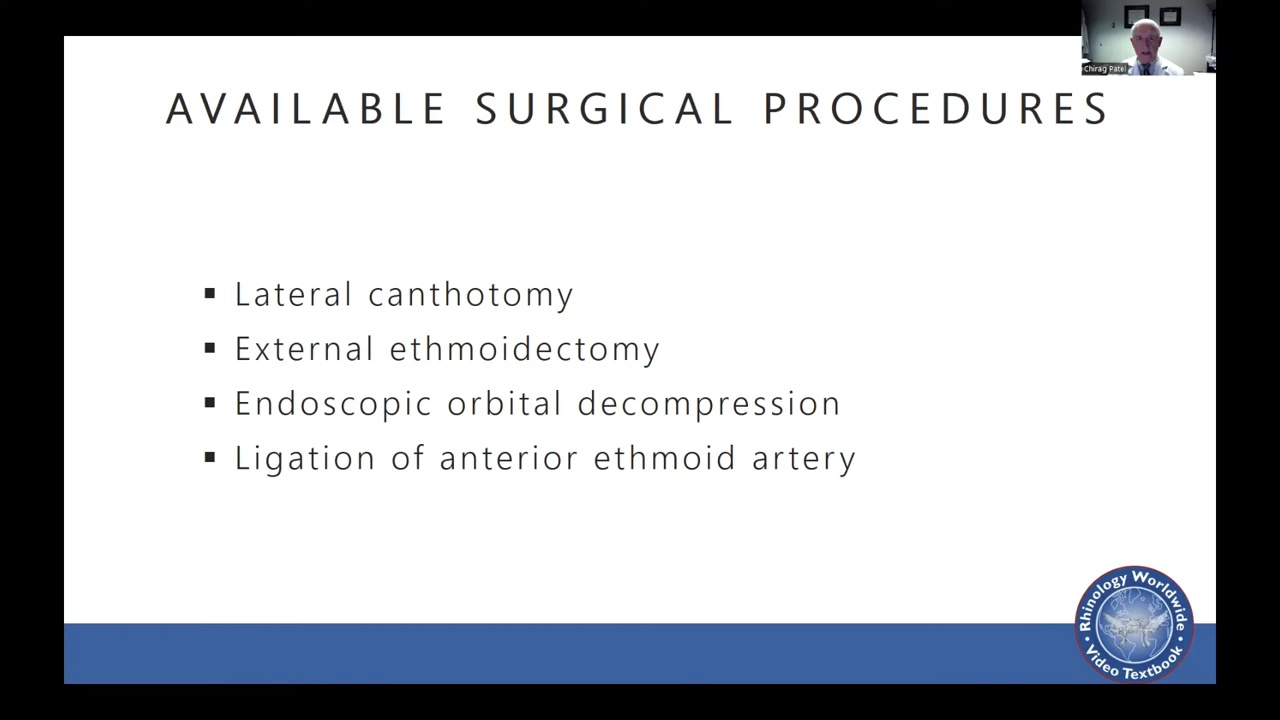 Chirag Patel
AVAILABLE SURGICAL PROCEDURES
▪ Lateral canthotomy
▪ External ethmoidectomy
▪ Endoscopic orbital decompression
▪ Ligation of anterior ethmoid artery
Rhinology Worldwide
• Video Textbook •